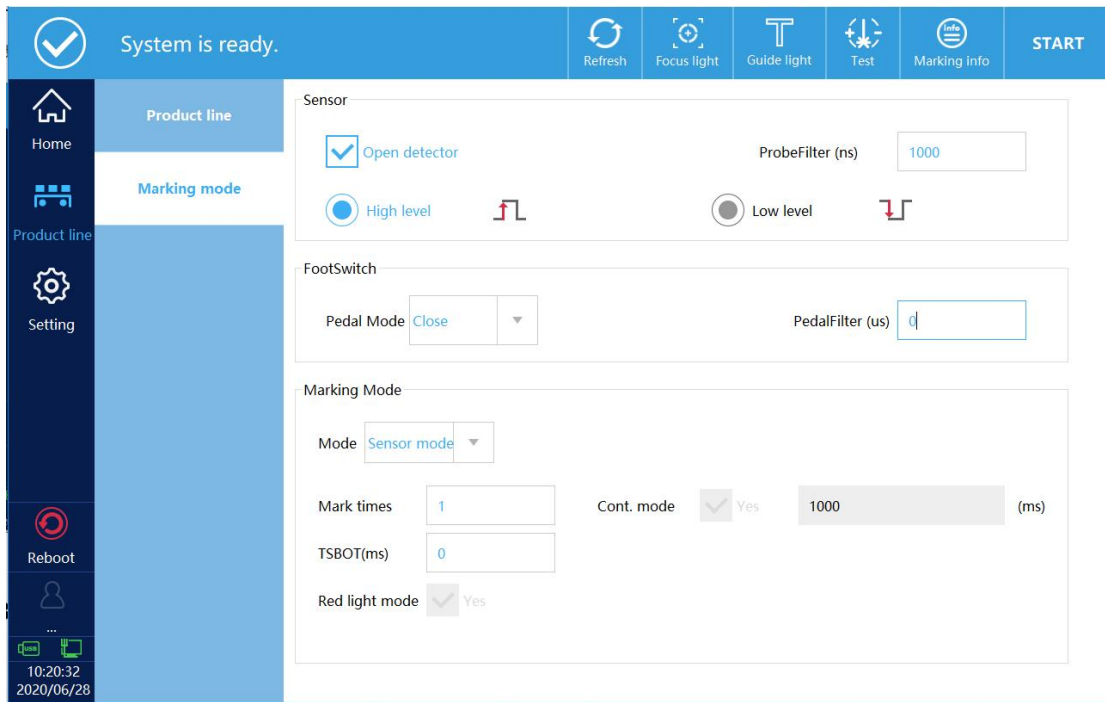 System is ready.
Refresh
Focus light
Guide light
Test
Info
Marking info
START
Home
Product line
Setting
Reboot
...
USB
10:20:32
2020/06/28
Product line
Marking mode
Sensor
Open detector
ProbeFilter (ns) 1000
High level
Low level
FootSwitch
Pedal Mode Close
PedalFilter (us) 0
Marking Mode
Mode Sensor mode
Mark times 1
Cont. mode Yes 1000 (ms)
TSBOT(ms) 0
Red light mode Yes